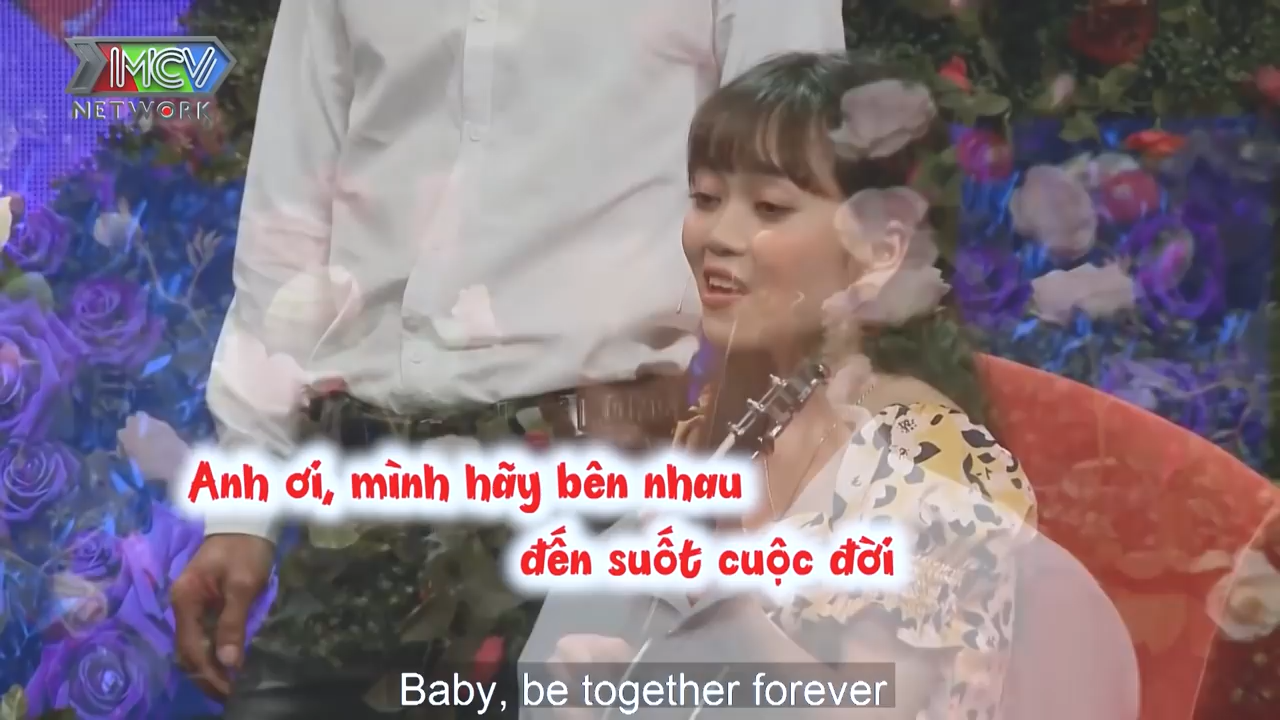 MCV
NETWORK
Anh ơi, mình hãy bên nhau
đến suốt cuộc đời
Baby, be together forever